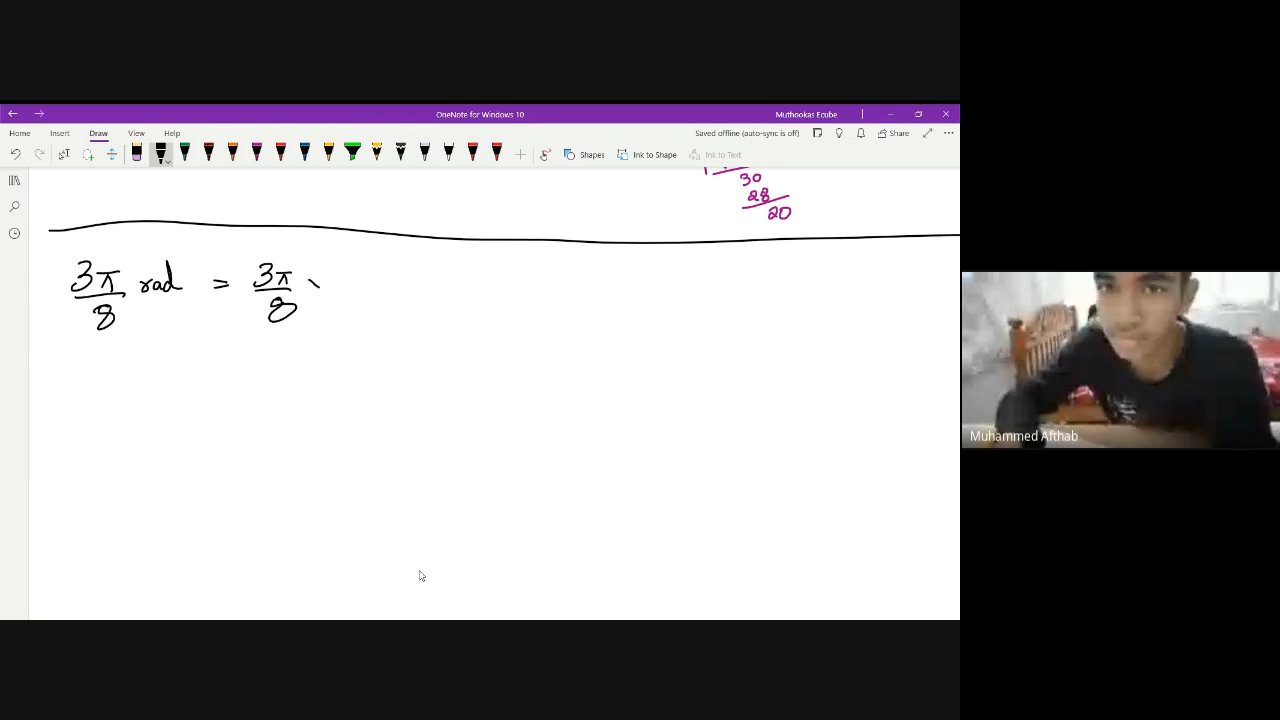 OneNote for Windows 10
Muthookas Ecube
Home Insert Draw View Help
Saved offline (auto-sync is off)
Share
Shapes
Ink to Shape
Ink to Text
30
28
20
3π/8 rad = 3π/8
Muhammed Afthab